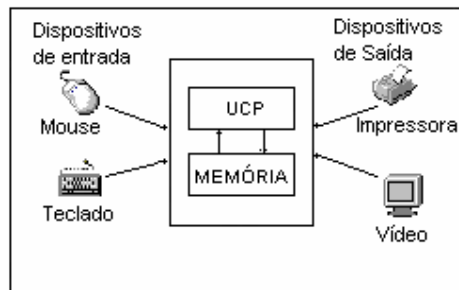 Dispositivos
de entrada
Mouse
Teclado
UCP
MEMÓRIA
Dispositivos
de Saída
Impressora
Vídeo